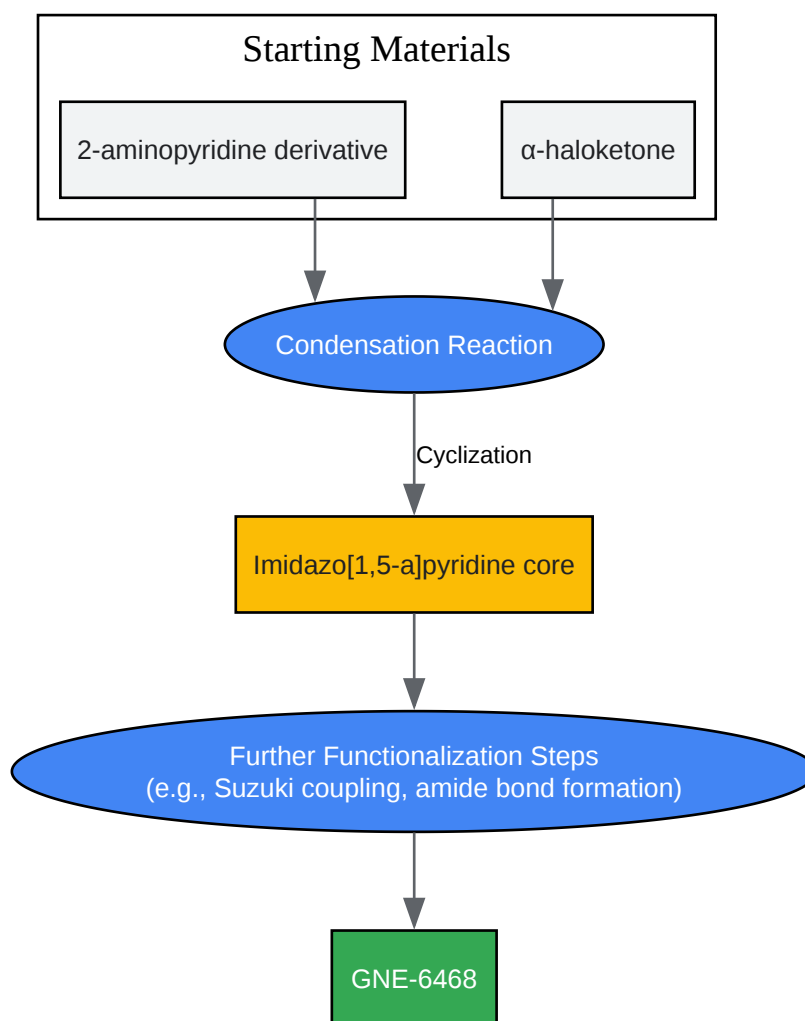 Starting Materials
2-aminopyridine derivative
α-haloketone
Condensation Reaction
Cyclization
Imidazo[1,5-a]pyridine core
Further Functionalization Steps
(e.g., Suzuki coupling, amide bond formation)
GNE-6468